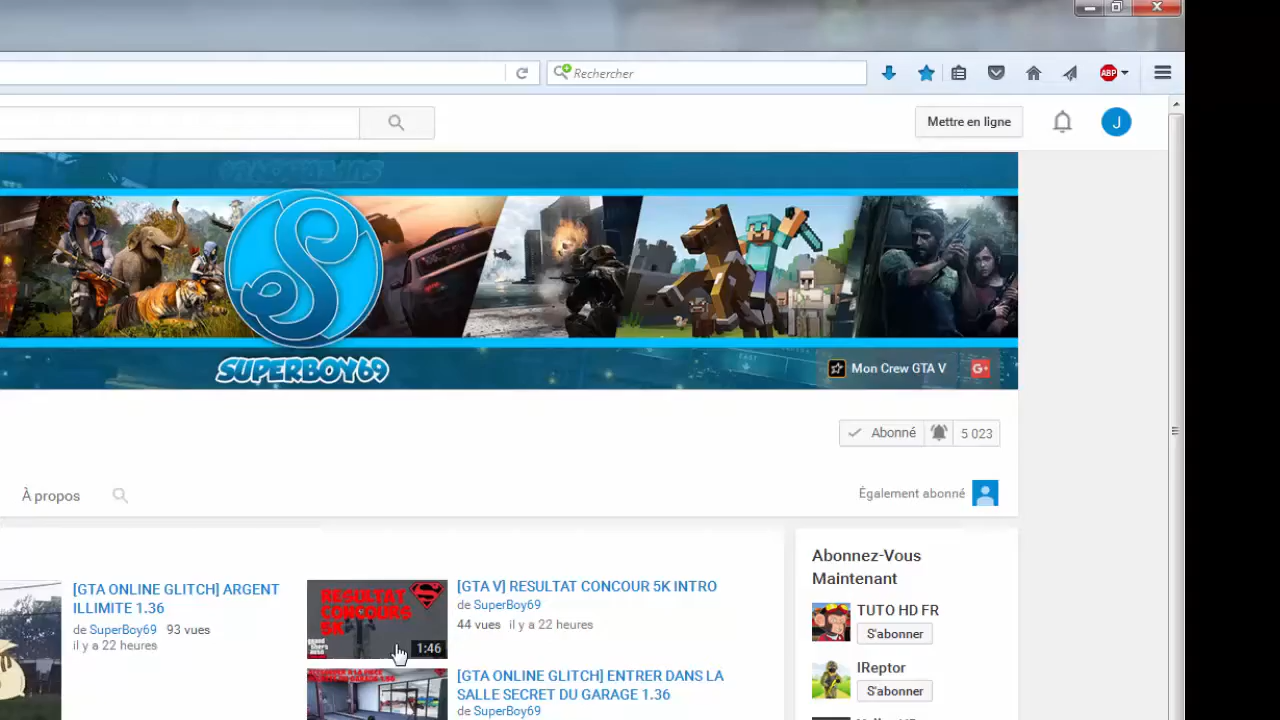 Rechercher
ABP
Mettre en ligne
J
SUPERBOY69
Mon Crew GTA V
G+
Abonné
5 023
À propos
Également abonné
[GTA ONLINE GLITCH] ARGENT
ILLIMITE 1.36
de SuperBoy69 93 vues
il y a 22 heures
RESULTAT
CONCOURS
5K
1:46
[GTA V] RESULTAT CONCOUR 5K INTRO
de SuperBoy69
44 vues il y a 22 heures
[GTA ONLINE GLITCH] ENTRER DANS LA
SALLE SECRET DU GARAGE 1.36
de SuperBoy69
Abonnez-Vous
Maintenant
TUTO HD FR
S'abonner
IReptor
S'abonner